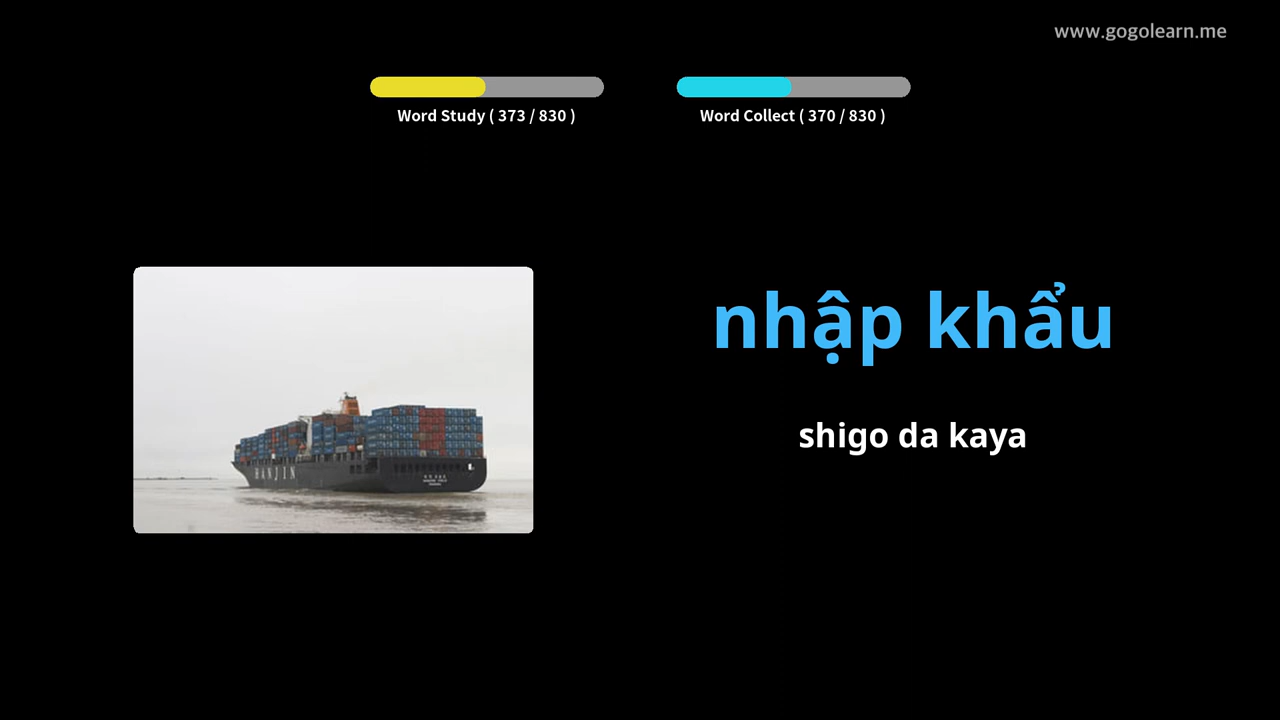 www.gogolearn.me
Word Study ( 373 / 830 )
Word Collect ( 370 / 830 )
nhập khẩu
shigo da kaya
HANJIN